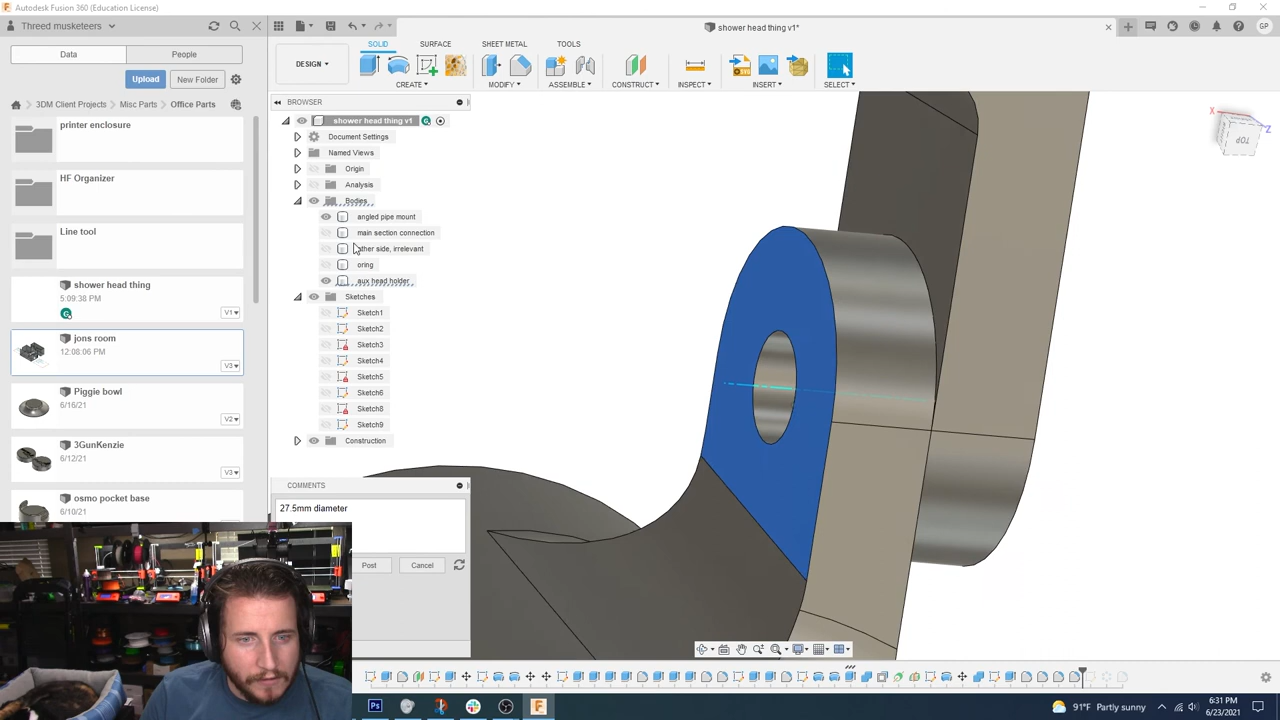 Autodesk Fusion 360 (Education License)
Threed musketeers
shower head thing v1*
GP
Data
People
Upload
New Folder
3DM Client Projects
Misc Parts
Office Parts
printer enclosure
HF Organizer
Line tool
shower head thing
5:09:38 PM
V1
jons room
12:08:06 PM
V3
Piggie bowl
6/16/21
V2
3GunKenzie
6/12/21
V3
osmo pocket base
6/10/21
DESIGN
SOLID
SURFACE
SHEET METAL
TOOLS
CREATE
MODIFY
ASSEMBLE
CONSTRUCT
INSPECT
INSERT
SELECT
BROWSER
shower head thing v1
Document Settings
Named Views
Origin
Analysis
Bodies
angled pipe mount
main section connection
other side, irrelevant
oring
aux head holder
Sketches
Sketch1
Sketch2
Sketch3
Sketch4
Sketch5
Sketch6
Sketch8
Sketch9
Construction
COMMENTS
27.5mm diameter
Post
Cancel
X
Z
TOP
91°F Partly sunny
6:31 PM
6/23/2021